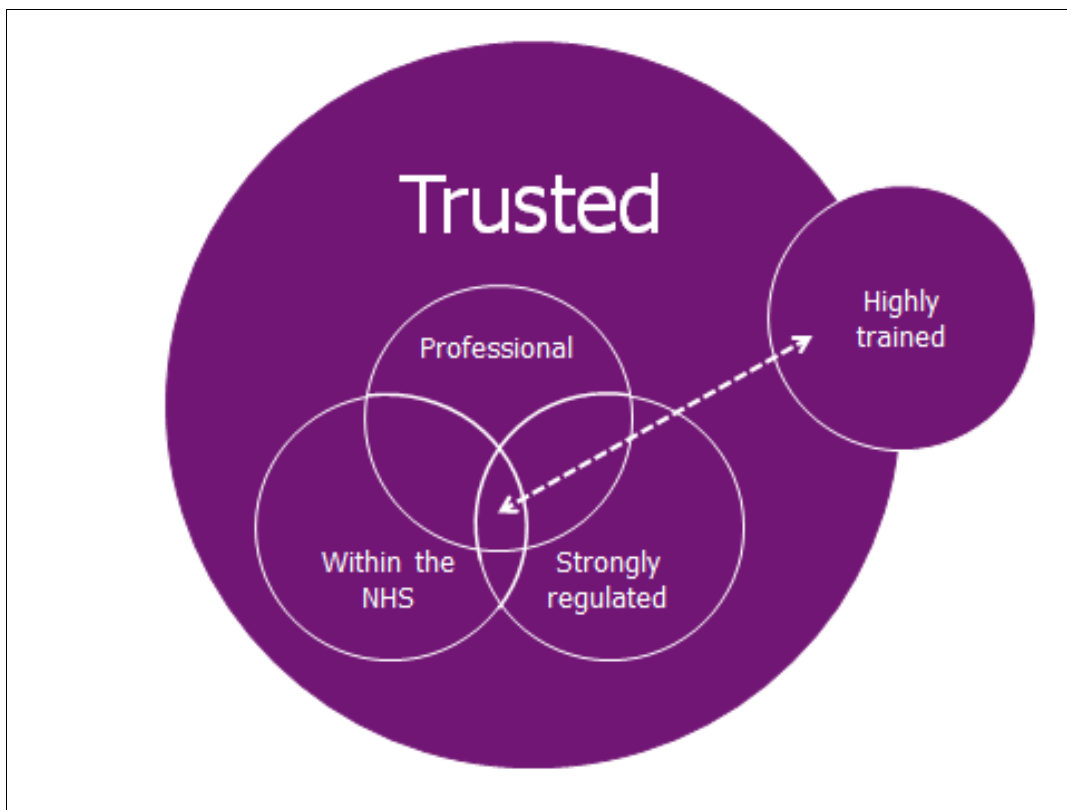 Trusted
Professional
Highly
trained
Within the
NHS
Strongly
regulated